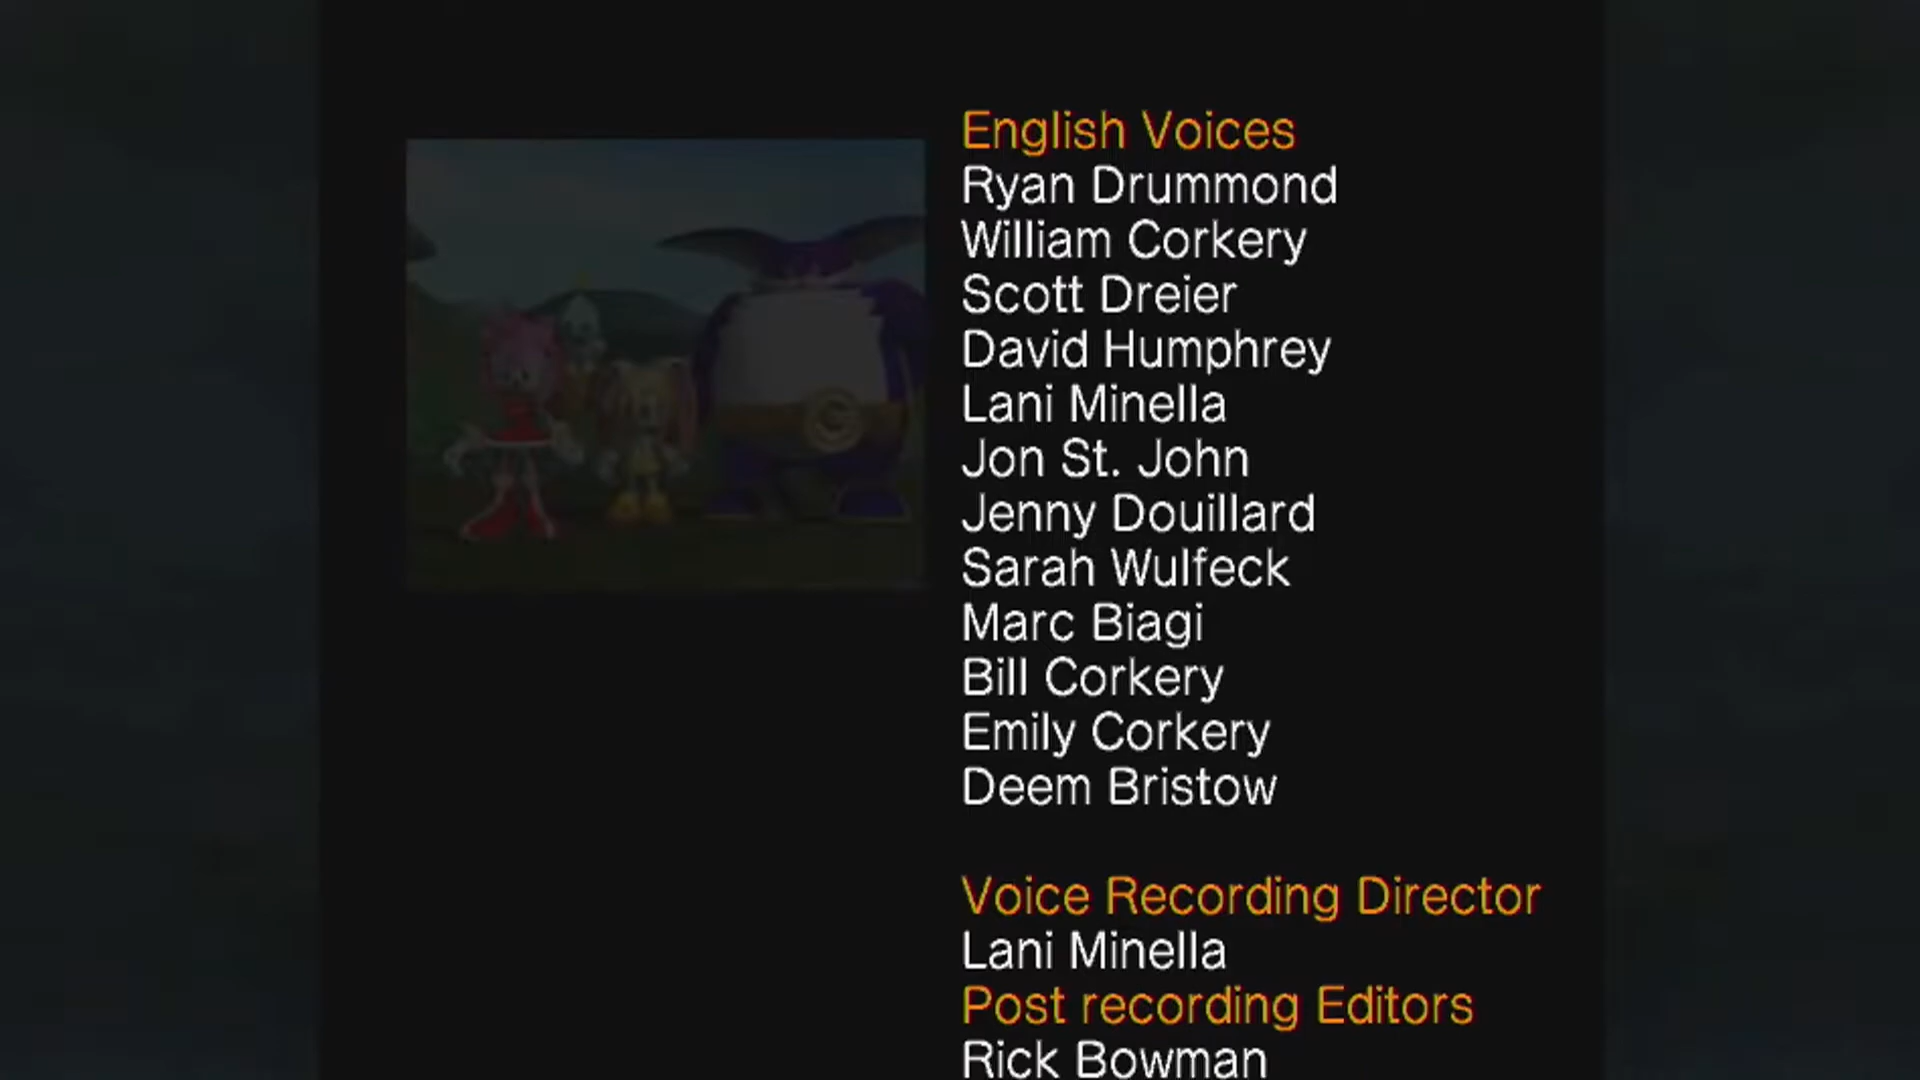 English Voices
Ryan Drummond
William Corkery
Scott Dreier
David Humphrey
Lani Minella
Jon St. John
Jenny Douillard
Sarah Wulfeck
Marc Biagi
Bill Corkery
Emily Corkery
Deem Bristow
Voice Recording Director
Lani Minella
Post recording Editors
Rick Bowman